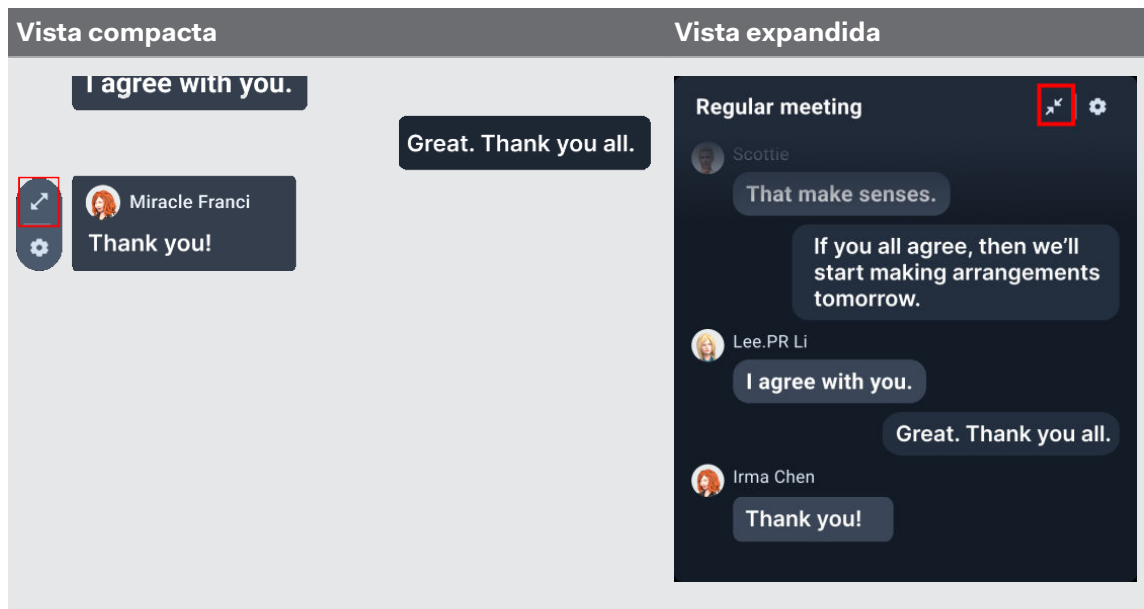 Vista compacta
Vista expandida
I agree with you.
Great. Thank you all.
Miracle Franci
Thank you!
Regular meeting
Scottie
That make senses.
If you all agree, then we’ll
start making arrangements
tomorrow.
Lee.PR Li
I agree with you.
Great. Thank you all.
Irma Chen
Thank you!